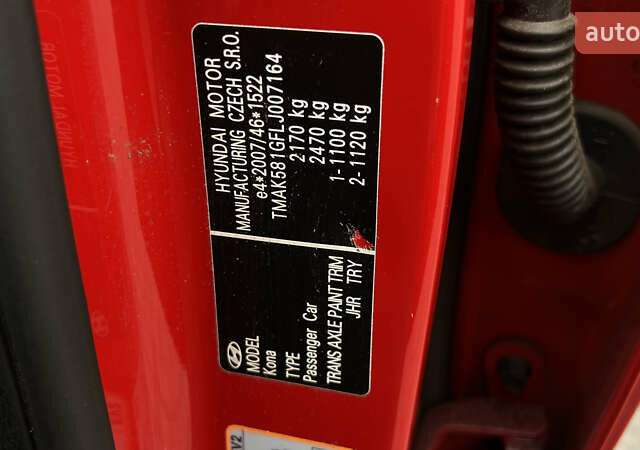 HYUNDAI MOTOR
MANUFACTURING CZECH S.R.O.
e4*2007/46*1522
TMAK581GFLJ007164
2170 kg
2470 kg
1- 1100 kg
2- 1120 kg
MODEL
Kona
TYPE
Passenger Car
TRANS AXLE PAINT TRIM
JHR TRY
V2
auto